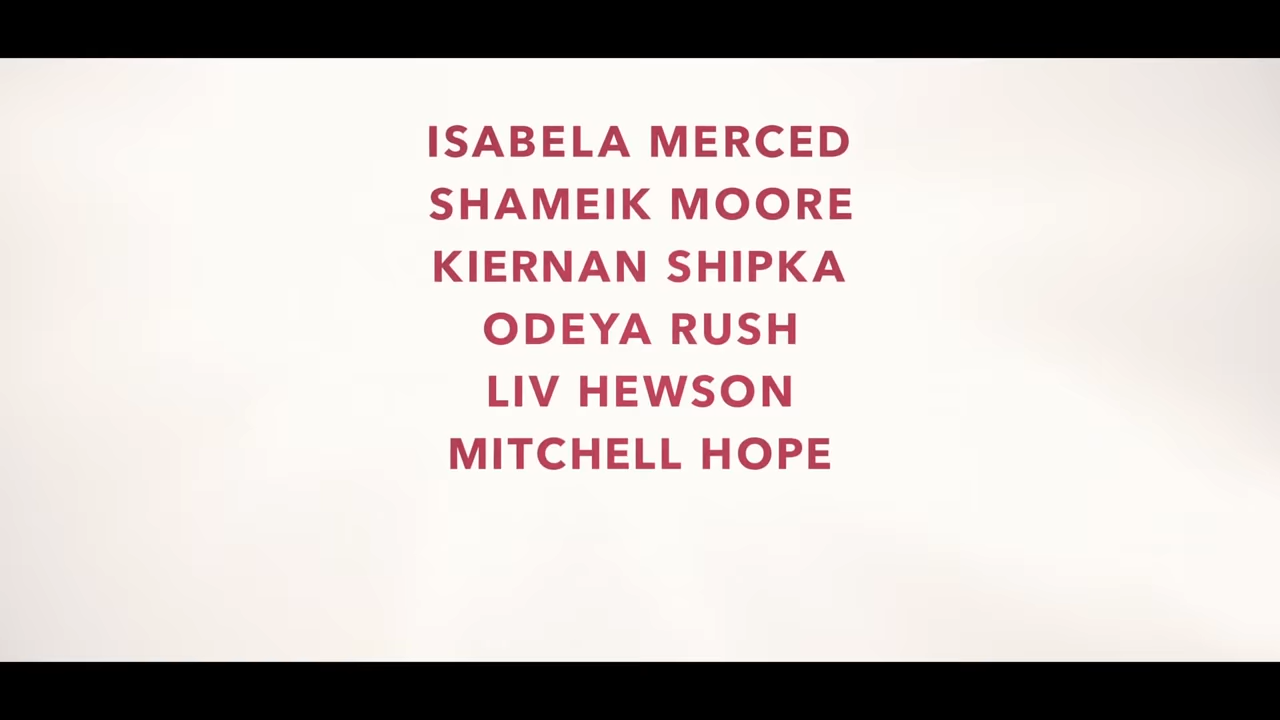 ISABELA MERCED
SHAMEIK MOORE
KIERNAN SHIPKA
ODEYA RUSH
LIV HEWSON
MITCHELL HOPE